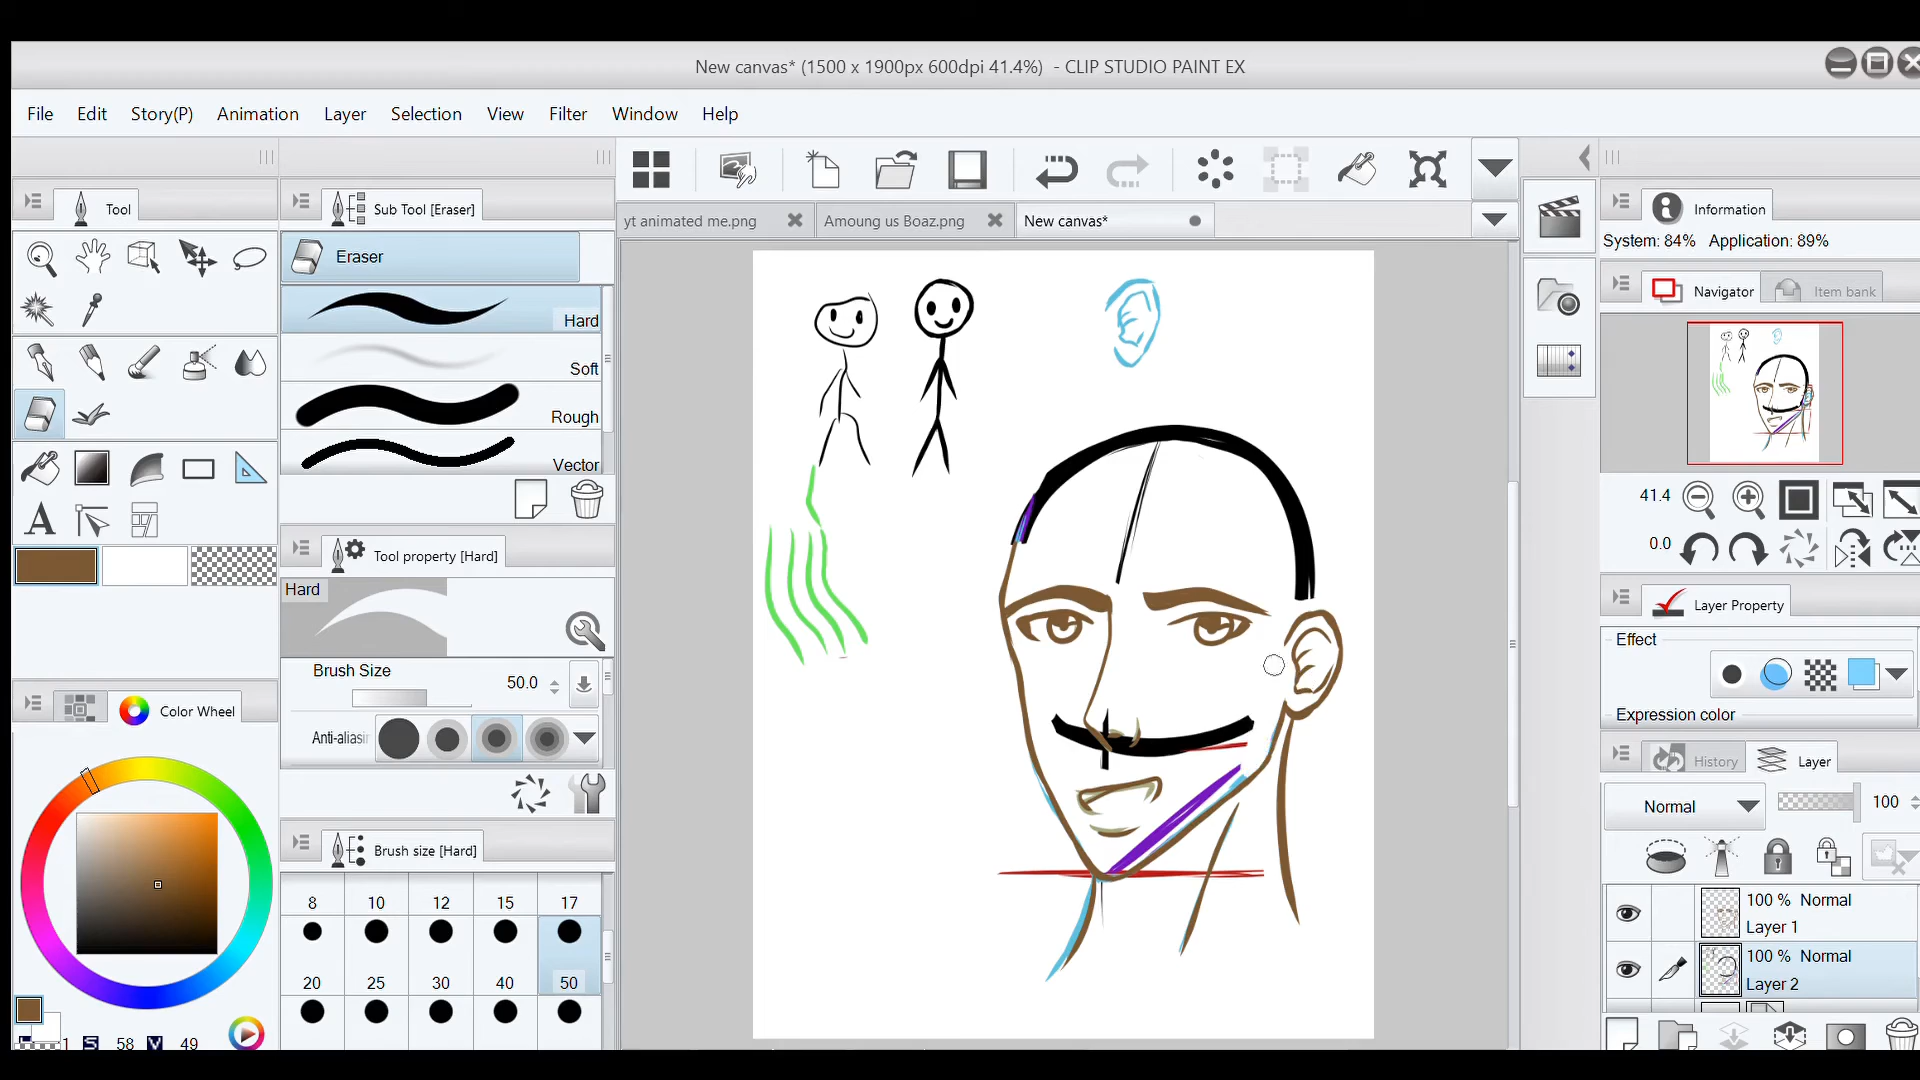 New canvas* (1500 x 1900px 600dpi 41.4%)  - CLIP STUDIO PAINT EX
File Edit Story(P) Animation Layer Selection View Filter Window Help
Tool
Sub Tool [Eraser]
yt animated me.png
Amoung us Boaz.png
New canvas*
Information
System: 84% Application: 89%
Eraser
Hard
Soft
Rough
Vector
Navigator
Item bank
41.4
0.0
Tool property [Hard]
Hard
Brush Size
50.0
Anti-aliasi
Layer Property
Effect
Expression color
Color Wheel
History
Layer
Normal
100
Brush size [Hard]
8 10 12 15 17
20 25 30 40 50
100 % Normal
Layer 1
100 % Normal
Layer 2
S 58 V 49